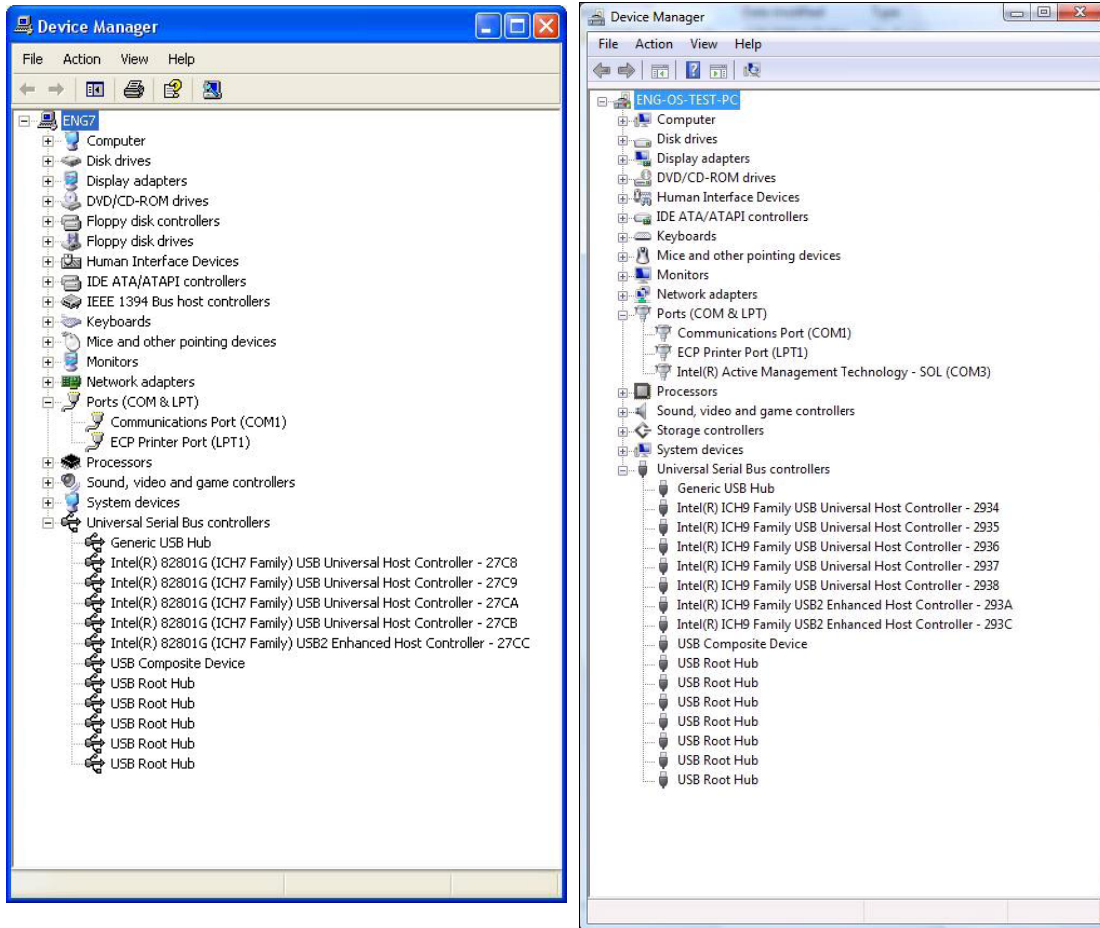 Device Manager
File Action View Help
ENG7
Computer
Disk drives
Display adapters
DVD/CD-ROM drives
Floppy disk controllers
Floppy disk drives
Human Interface Devices
IDE ATA/ATAPI controllers
IEEE 1394 Bus host controllers
Keyboards
Mice and other pointing devices
Monitors
Network adapters
Ports (COM & LPT)
Communications Port (COM1)
ECP Printer Port (LPT1)
Processors
Sound, video and game controllers
System devices
Universal Serial Bus controllers
Generic USB Hub
Intel(R) 82801G (ICH7 Family) USB Universal Host Controller - 27C8
Intel(R) 82801G (ICH7 Family) USB Universal Host Controller - 27C9
Intel(R) 82801G (ICH7 Family) USB Universal Host Controller - 27CA
Intel(R) 82801G (ICH7 Family) USB Universal Host Controller - 27CB
Intel(R) 82801G (ICH7 Family) USB2 Enhanced Host Controller - 27CC
USB Composite Device
USB Root Hub
USB Root Hub
USB Root Hub
USB Root Hub
USB Root Hub
Device Manager
File Action View Help
ENG-OS-TEST-PC
Computer
Disk drives
Display adapters
DVD/CD-ROM drives
Human Interface Devices
IDE ATA/ATAPI controllers
Keyboards
Mice and other pointing devices
Monitors
Network adapters
Ports (COM & LPT)
Communications Port (COM1)
ECP Printer Port (LPT1)
Intel(R) Active Management Technology - SOL (COM3)
Processors
Sound, video and game controllers
Storage controllers
System devices
Universal Serial Bus controllers
Generic USB Hub
Intel(R) ICH9 Family USB Universal Host Controller - 2934
Intel(R) ICH9 Family USB Universal Host Controller - 2935
Intel(R) ICH9 Family USB Universal Host Controller - 2936
Intel(R) ICH9 Family USB Universal Host Controller - 2937
Intel(R) ICH9 Family USB Universal Host Controller - 2938
Intel(R) ICH9 Family USB2 Enhanced Host Controller - 293A
Intel(R) ICH9 Family USB2 Enhanced Host Controller - 293C
USB Composite Device
USB Root Hub
USB Root Hub
USB Root Hub
USB Root Hub
USB Root Hub
USB Root Hub
USB Root Hub